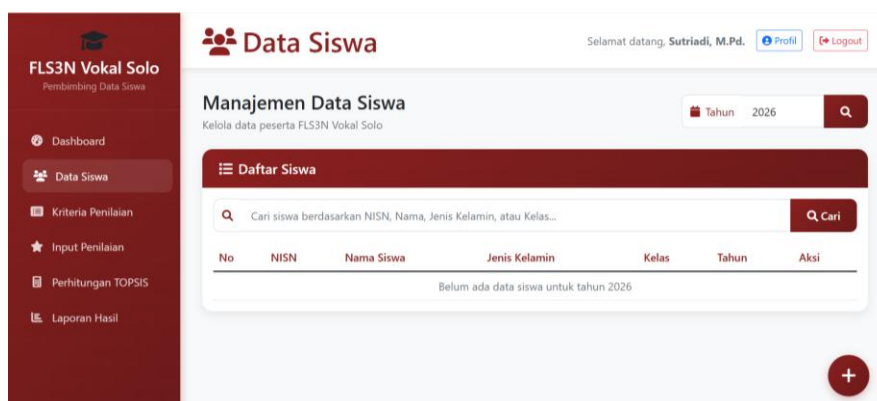 FLS3N Vokal Solo
Pembimbing Data Siswa
Dashboard
Data Siswa
Kriteria Penilaian
Input Penilaian
Perhitungan TOPSIS
Laporan Hasil
Data Siswa
Selamat datang, Sutriadi, M.Pd. Profil Logout
Manajemen Data Siswa
Kelola data peserta FLS3N Vokal Solo
Tahun 2026
Daftar Siswa
Cari siswa berdasarkan NISN, Nama, Jenis Kelamin, atau Kelas... Cari
No NISN Nama Siswa Jenis Kelamin Kelas Tahun Aksi
Belum ada data siswa untuk tahun 2026